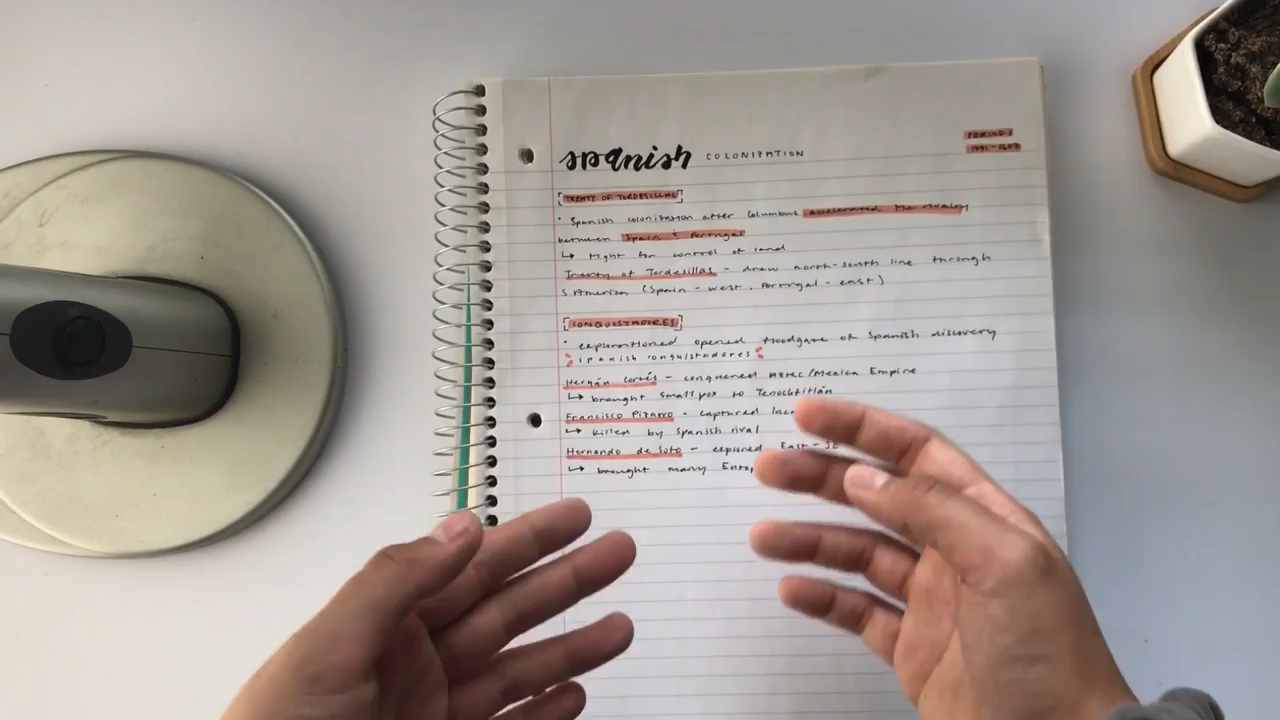 spanish COLONIZATION
PERIOD 1
1491-1607
[TREATY OF TORDESILLAS]
· Spanish colonization after Columbus accelerated the rivalry
between Spain & Portugal
↳ fight for control of land
Treaty of Tordesillas - drew north-south line through
S America (Spain - west, Portugal - east)
[CONQUISTADORES]
· opened floodgate of Spanish discovery
spanish conquistadores
Hernán Cortés - conquered Aztec/Mexica Empire
↳ brought smallpox to Tenochtitlán
Francisco Pizarro - captured Inca
↳ killed by Spanish rival
Hernando de Soto - explored East-SE
↳ brought many